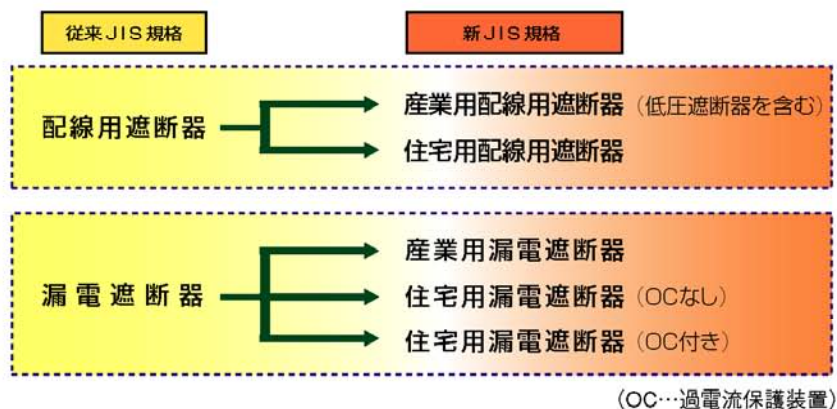 従来JIS規格
新JIS規格
配線用遮断器
産業用配線用遮断器（低圧遮断器を含む）
住宅用配線用遮断器
漏電遮断器
産業用漏電遮断器
住宅用漏電遮断器（OCなし）
住宅用漏電遮断器（OC付き）
（OC…過電流保護装置）